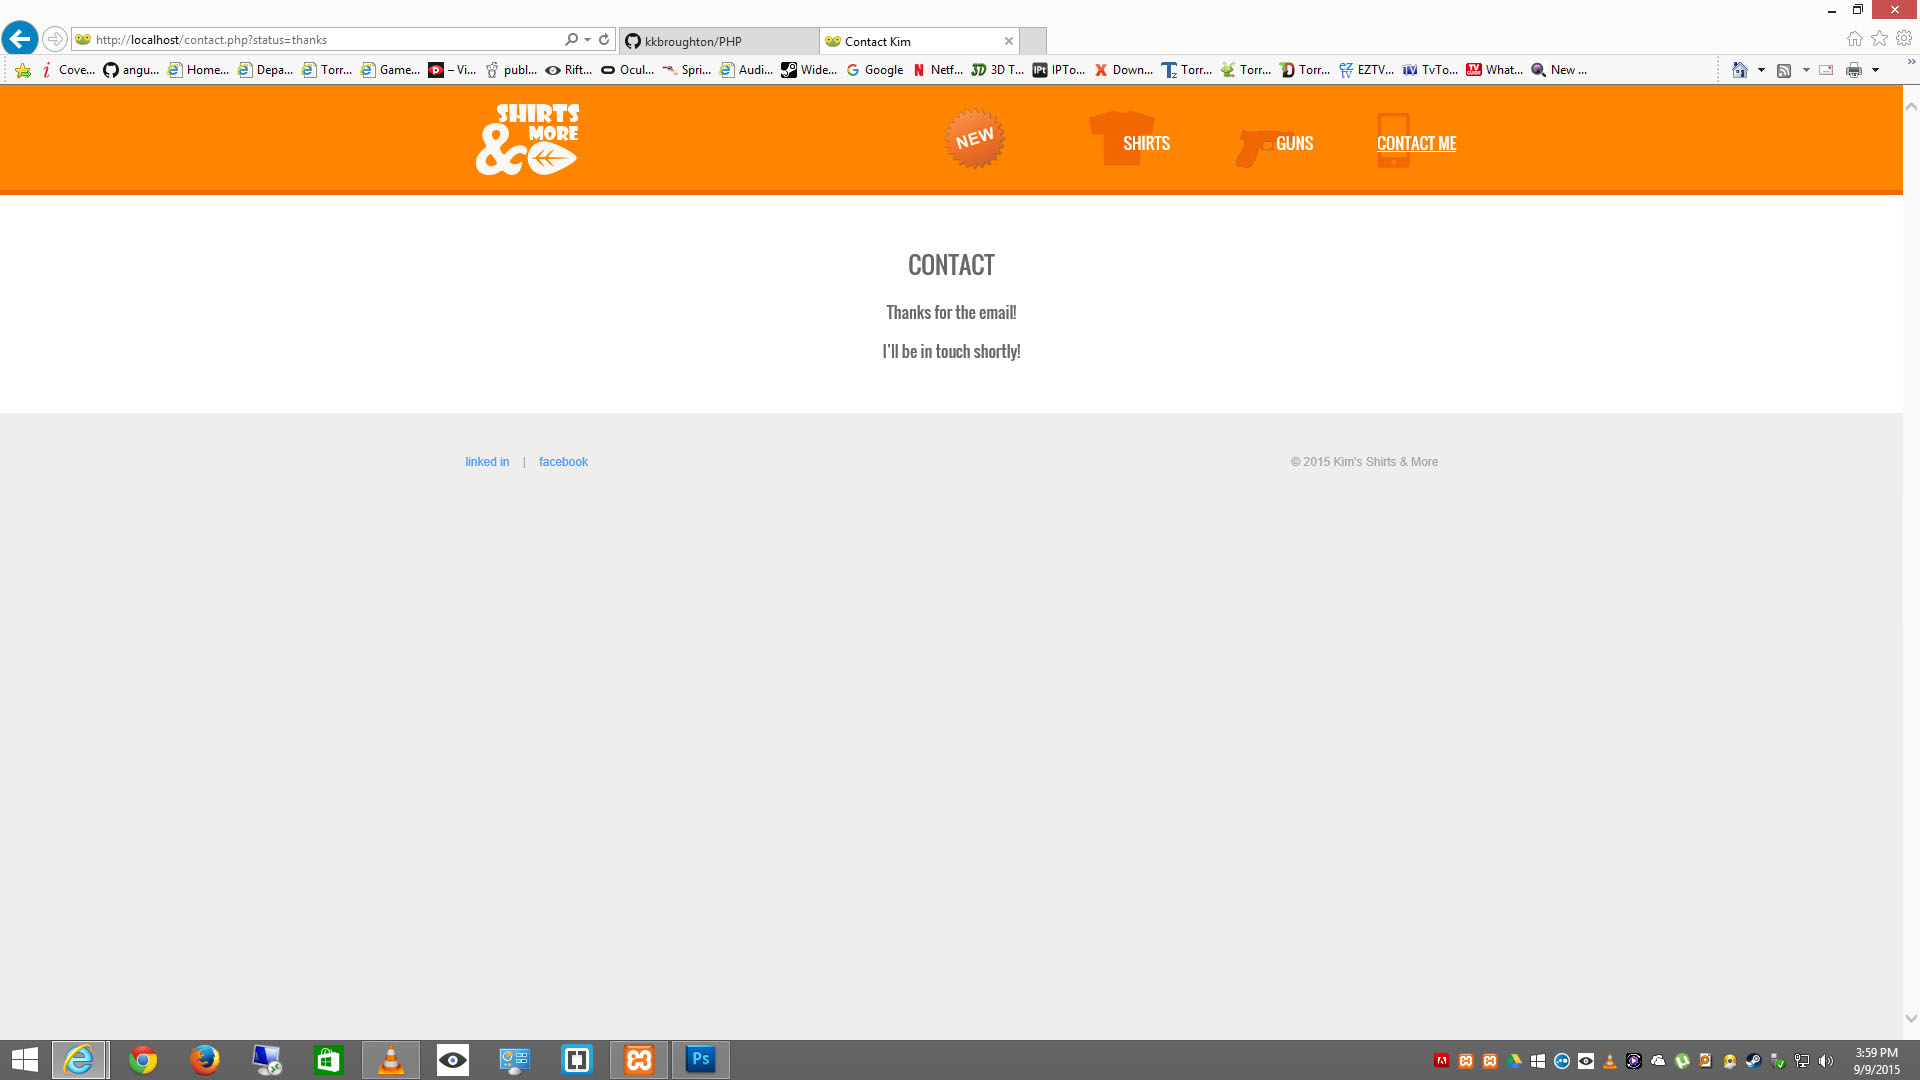 http://localhost/contact.php?status=thanks
kkbroughton/PHP
Contact Kim
Cove... angu... Home... Depa... Torr... Game... – Vi... publ... Rift... Ocul... Spri... Audi... Wide... Google Netf... 3D T... IPTo... Down... Torr... Torr... Torr... EZTV... TvTo... What... New ...
SHIRTS
& MORE
NEW
SHIRTS
GUNS
CONTACT ME
CONTACT
Thanks for the email!
I'll be in touch shortly!
linked in | facebook
© 2015 Kim's Shirts & More
Ps
3:59 PM
9/9/2015